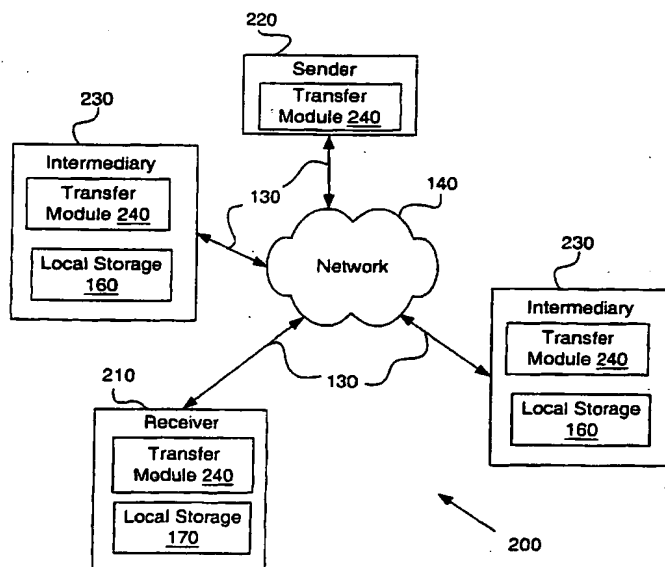 220
Sender
Transfer
Module 240
230
Intermediary
Transfer
Module 240
Local Storage
160
130
140
Network
230
Intermediary
Transfer
Module 240
Local Storage
160
130
210
Receiver
Transfer
Module 240
Local Storage
170
200